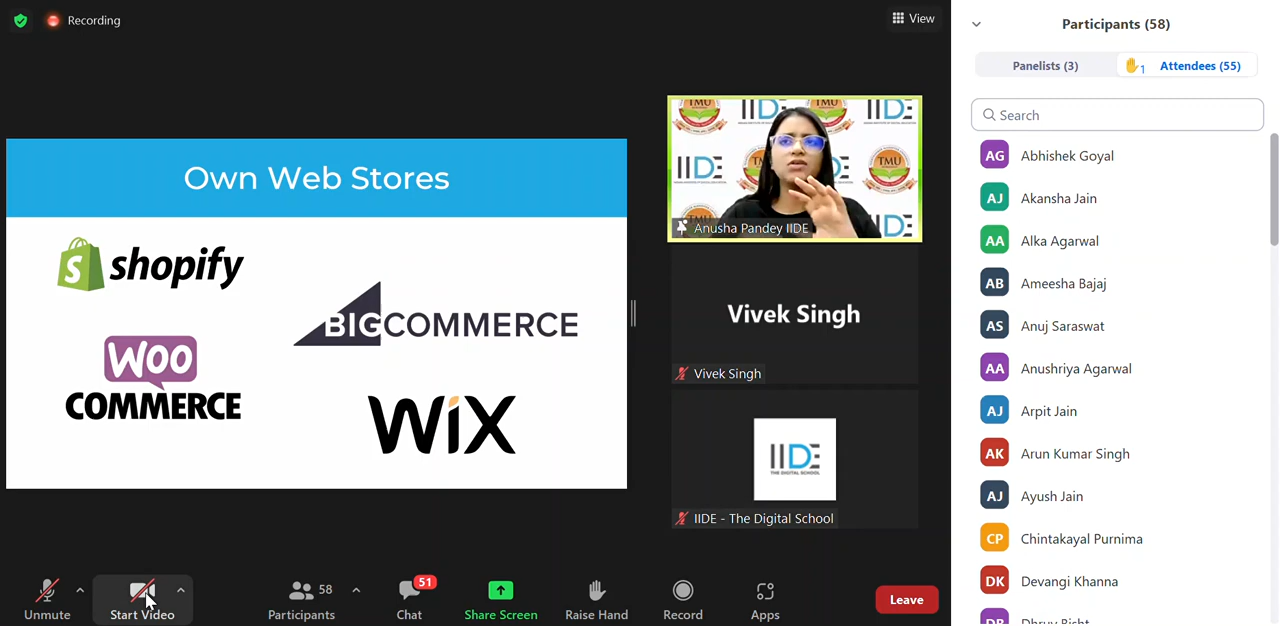 Recording
View
Own Web Stores
shopify
BIGCOMMERCE
WOO
COMMERCE
WiX
IIDE
TMU
Anusha Pandey IIDE
Vivek Singh
Vivek Singh
IIDE
THE DIGITAL SCHOOL
IIDE - The Digital School
Unmute
Start Video
58
Participants
51
Chat
Share Screen
Raise Hand
Record
Apps
Leave
Participants (58)
Panelists (3)
1 Attendees (55)
Search
AG Abhishek Goyal
AJ Akansha Jain
AA Alka Agarwal
AB Ameesha Bajaj
AS Anuj Saraswat
AA Anushriya Agarwal
AJ Arpit Jain
AK Arun Kumar Singh
AJ Ayush Jain
CP Chintakayal Purnima
DK Devangi Khanna